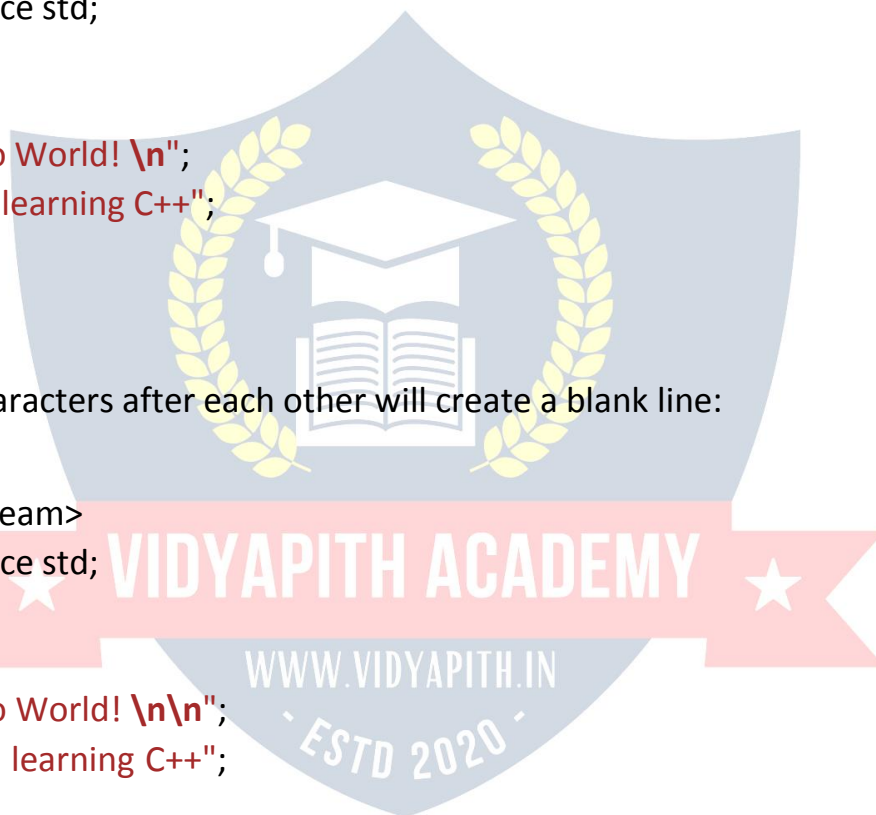 ce std;
o World! \n";
learning C++";
aracters after each other will create a blank line:
eam>
ce std;
VIDYAPITH ACADEMY
WWW.VIDYAPITH.IN
o World! \n\n";
- ESTD 2020 -
learning C++";